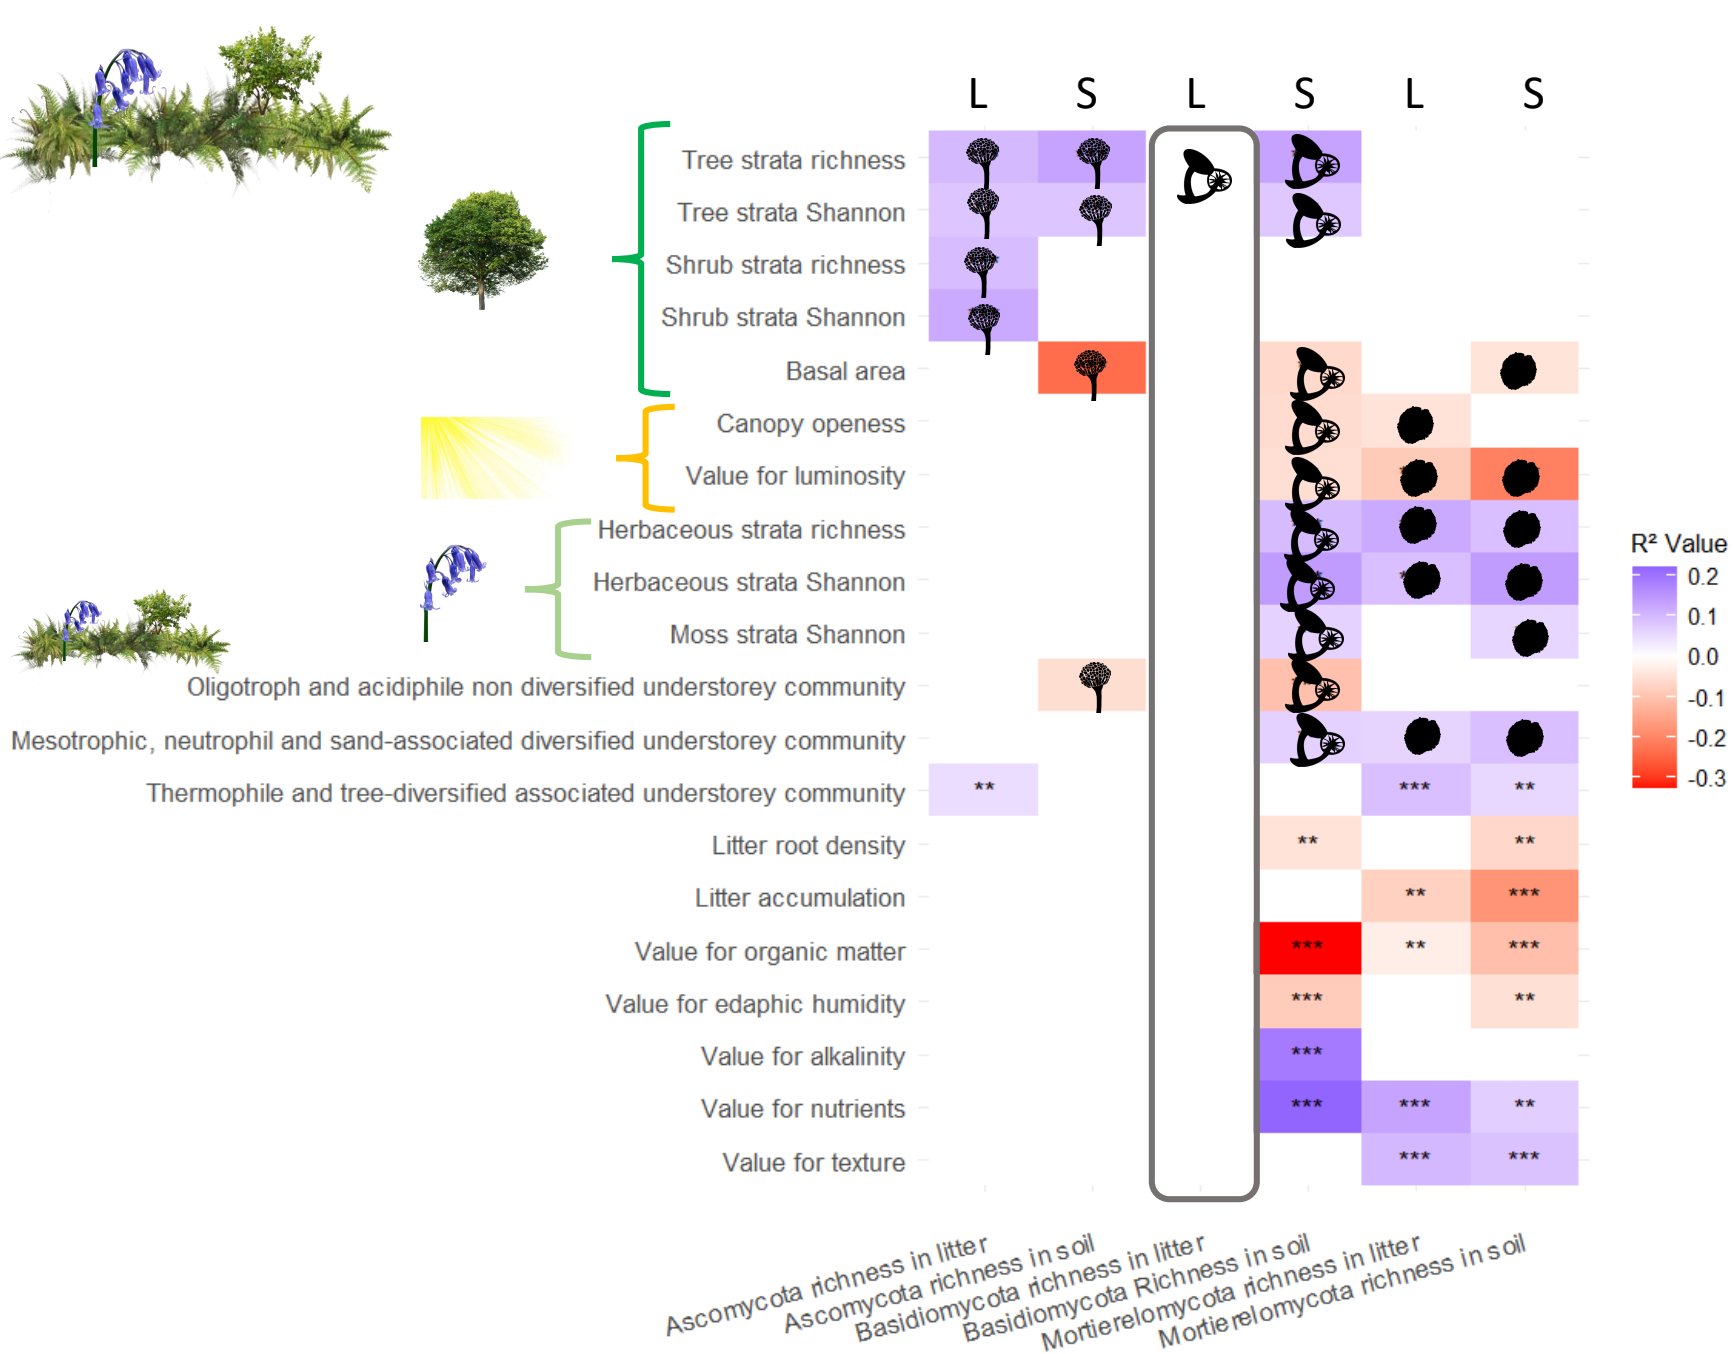 L S L S L S
Tree strata richness
Tree strata Shannon
Shrub strata richness
Shrub strata Shannon
Basal area
Canopy openess
Value for luminosity
Herbaceous strata richness
Herbaceous strata Shannon
Moss strata Shannon
Oligotroph and acidiphile non diversified understorey community
Mesotrophic, neutrophil and sand-associated diversified understorey community
Thermophile and tree-diversified associated understorey community ** *** **
Litter root density ** **
Litter accumulation ** ***
Value for organic matter *** ** ***
Value for edaphic humidity *** **
Value for alkalinity ***
Value for nutrients *** *** **
Value for texture *** ***
R² Value
0.2
0.1
0.0
-0.1
-0.2
-0.3
Ascomycota richness in litter
Ascomycota richness in soil
Basidiomycota richness in litter
Basidiomycota Richness in soil
Mortierelomycota richness in litter
Mortierelomycota richness in soil